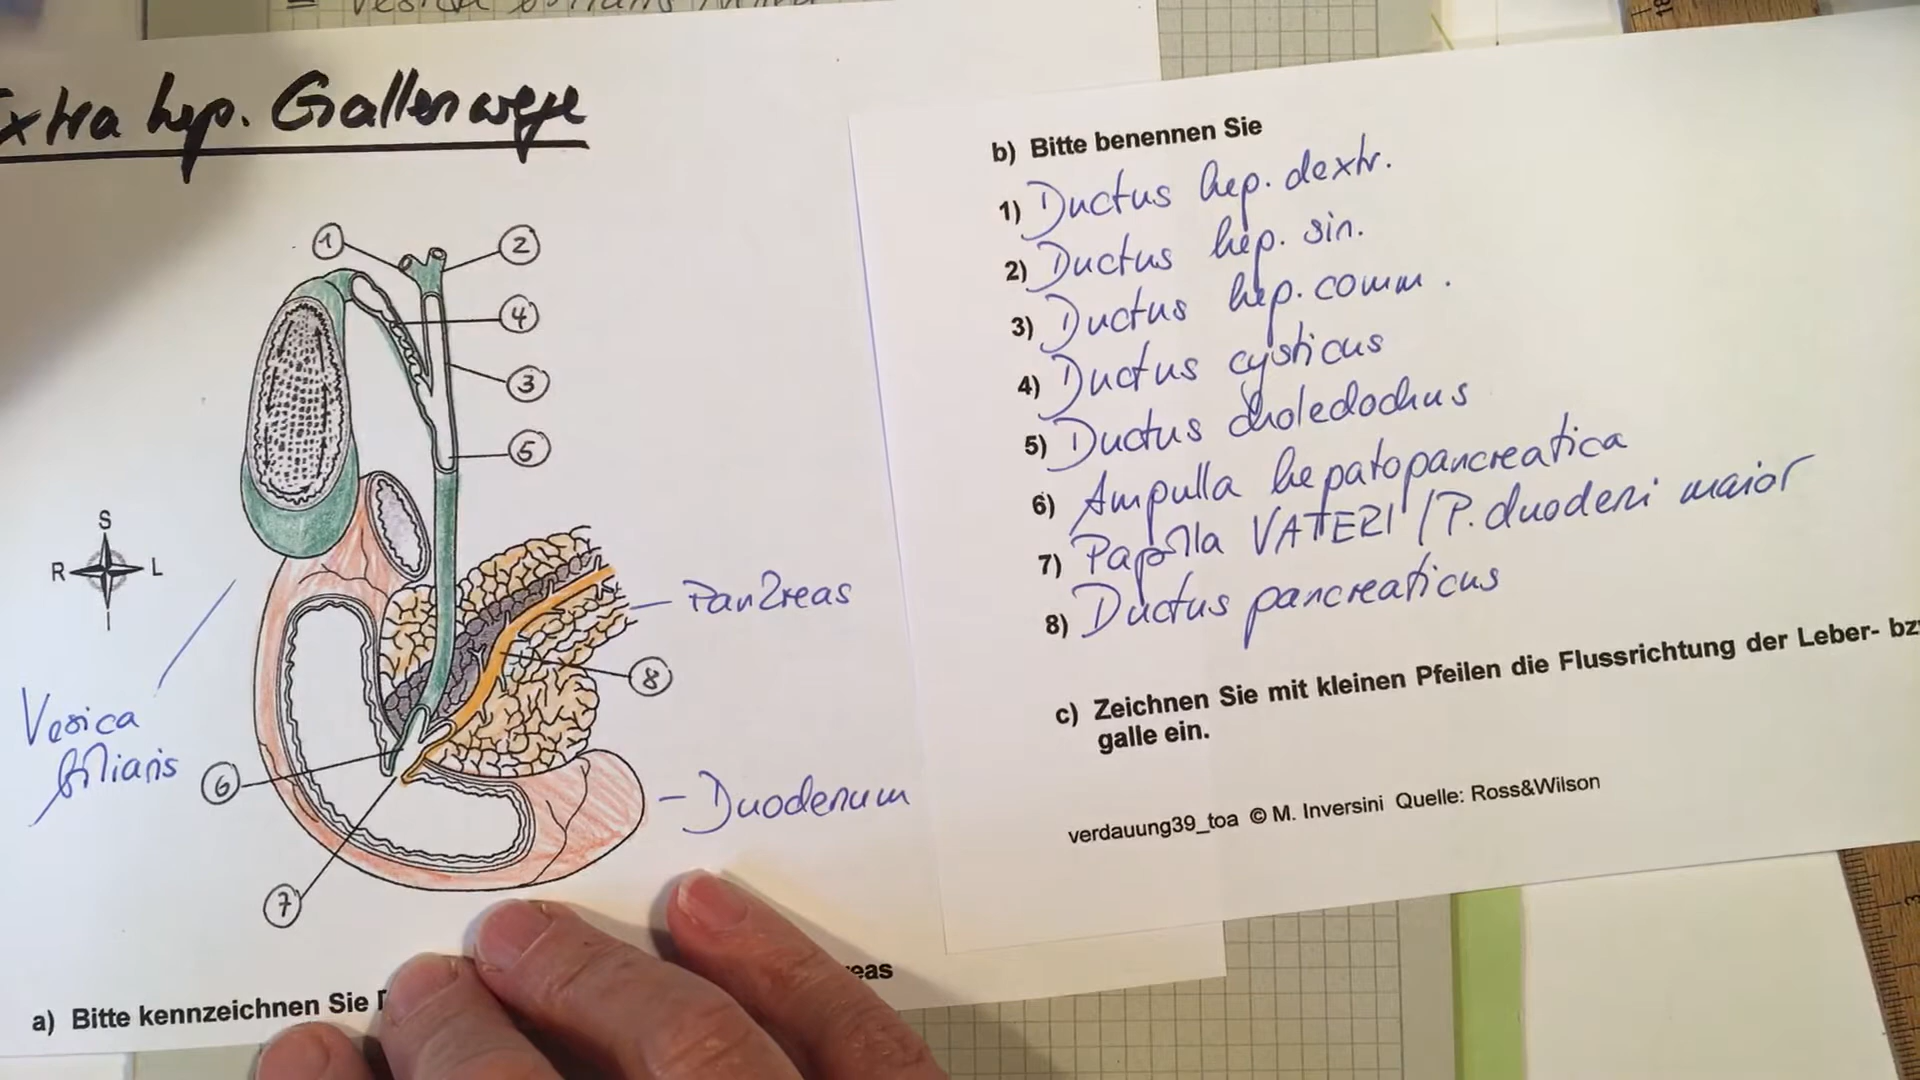 Extra hep. Gallenwege
1
2
4
3
5
S
R L
I
Pankreas
8
Vesica
biliaris
6
Duodenum
7
a) Bitte kennzeichnen Sie
eas
b) Bitte benennen Sie
1) Ductus hep. dextr.
2) Ductus hep. sin.
3) Ductus hep. comm.
4) Ductus cysticus
5) Ductus choledochus
6) Ampulla hepatopancreatica
7) Papilla VATERI / P. duodeni maior
8) Ductus pancreaticus
c) Zeichnen Sie mit kleinen Pfeilen die Flussrichtung der Leber- bz
galle ein.
verdauung39_toa © M. Inversini Quelle: Ross&Wilson